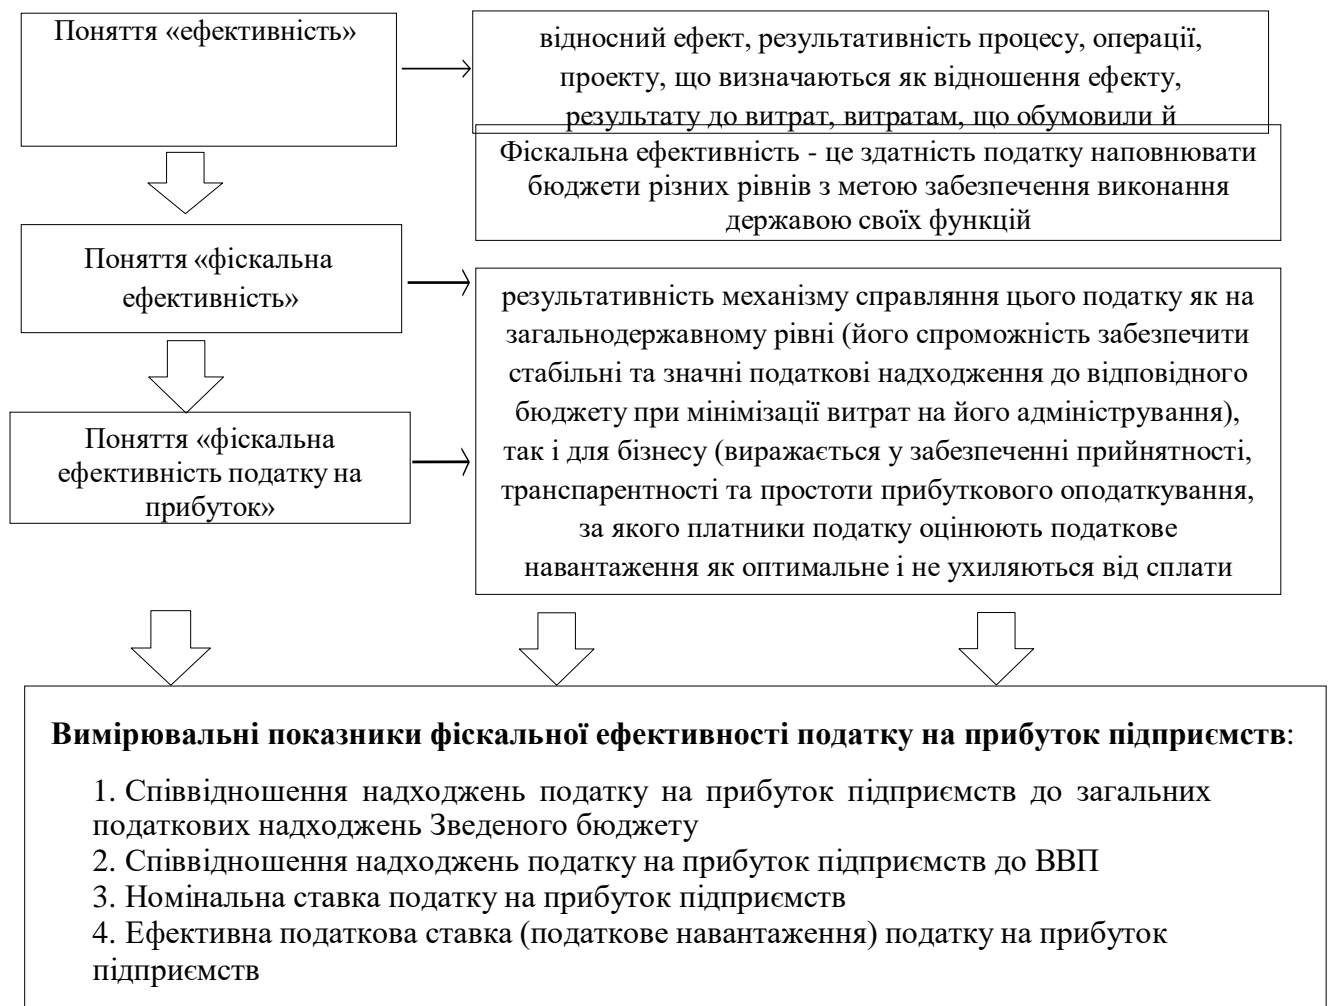 Поняття «ефективність»
відносний ефект, результативність процесу, операції,
проекту, що визначаються як відношення ефекту,
результату до витрат, витратам, що обумовили й
Фіскальна ефективність - це здатність податку наповнювати
бюджети різних рівнів з метою забезпечення виконання
державою своїх функцій
Поняття «фіскальна
ефективність»
результативність механізму справляння цього податку як на
загальнодержавному рівні (його спроможність забезпечити
стабільні та значні податкові надходження до відповідного
бюджету при мінімізації витрат на його адміністрування),
так і для бізнесу (виражається у забезпеченні прийнятності,
транспарентності та простоти прибуткового оподаткування,
за якого платники податку оцінюють податкове
навантаження як оптимальне і не ухиляються від сплати
Поняття «фіскальна
ефективність податку на
прибуток»
Вимірювальні показники фіскальної ефективності податку на прибуток підприємств:
1. Співвідношення надходжень податку на прибуток підприємств до загальних
податкових надходжень Зведеного бюджету
2. Співвідношення надходжень податку на прибуток підприємств до ВВП
3. Номінальна ставка податку на прибуток підприємств
4. Ефективна податкова ставка (податкове навантаження) податку на прибуток
підприємств